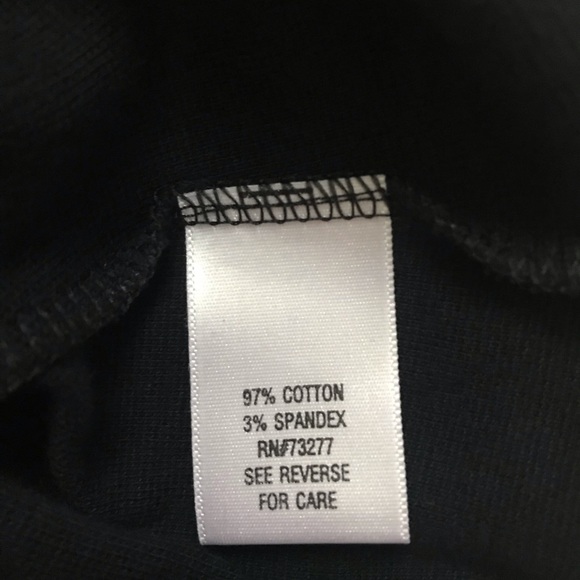 97% COTTON
3% SPANDEX
RN#73277
SEE REVERSE
FOR CARE